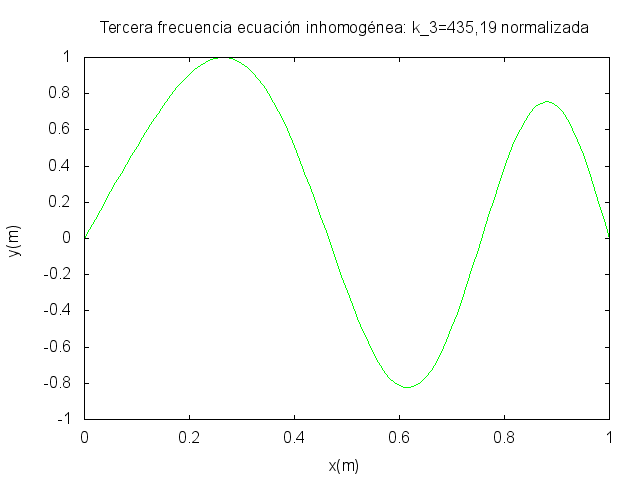 Tercera frecuencia ecuación inhomogénea: k_3=435,19 normalizada
1
0.8
0.6
0.4
0.2
0
-0.2
-0.4
-0.6
-0.8
-1
y(m)
0 0.2 0.4 0.6 0.8 1
x(m)